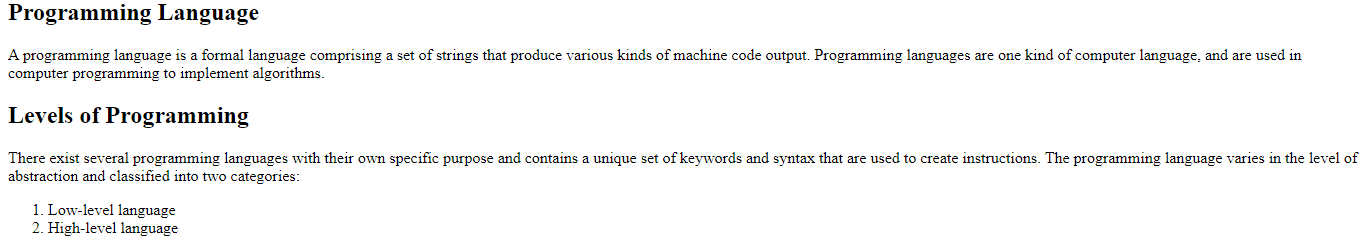 Programming Language
A programming language is a formal language comprising a set of strings that produce various kinds of machine code output. Programming languages are one kind of computer language, and are used in
computer programming to implement algorithms.
Levels of Programming
There exist several programming languages with their own specific purpose and contains a unique set of keywords and syntax that are used to create instructions. The programming language varies in the level of
abstraction and classified into two categories:
1. Low-level language
2. High-level language